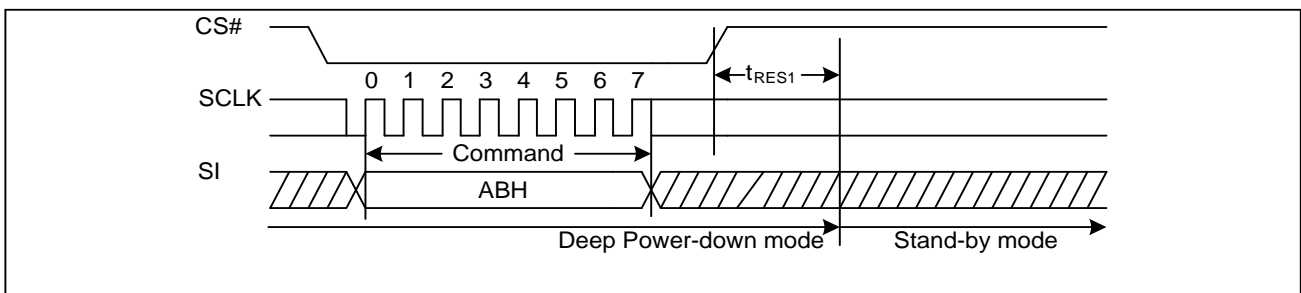 CS#
tRES1
0 1 2 3 4 5 6 7
SCLK
Command
SI
ABH
Deep Power-down mode Stand-by mode